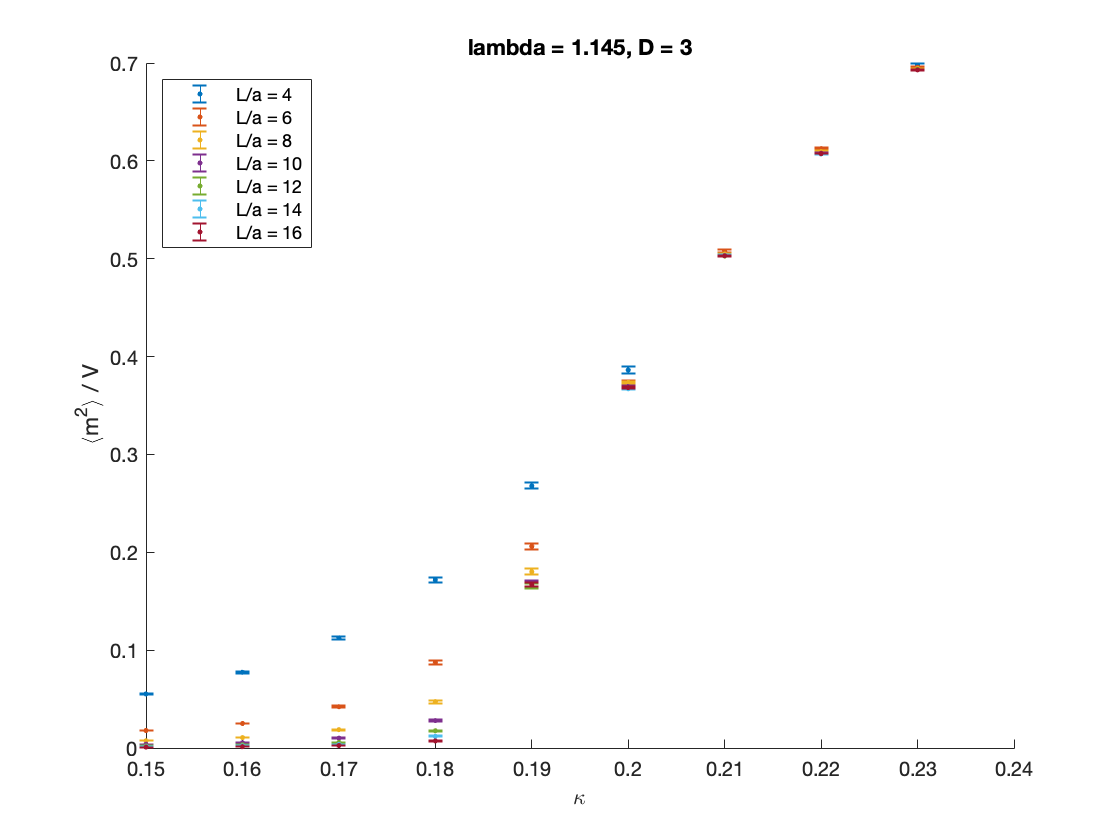 lambda = 1.145, D = 3
0.7
0.6
0.5
0.4
0.3
0.2
0.1
0
⟨m²⟩ / V
L/a = 4
L/a = 6
L/a = 8
L/a = 10
L/a = 12
L/a = 14
L/a = 16
0.15 0.16 0.17 0.18 0.19 0.2 0.21 0.22 0.23 0.24
κ